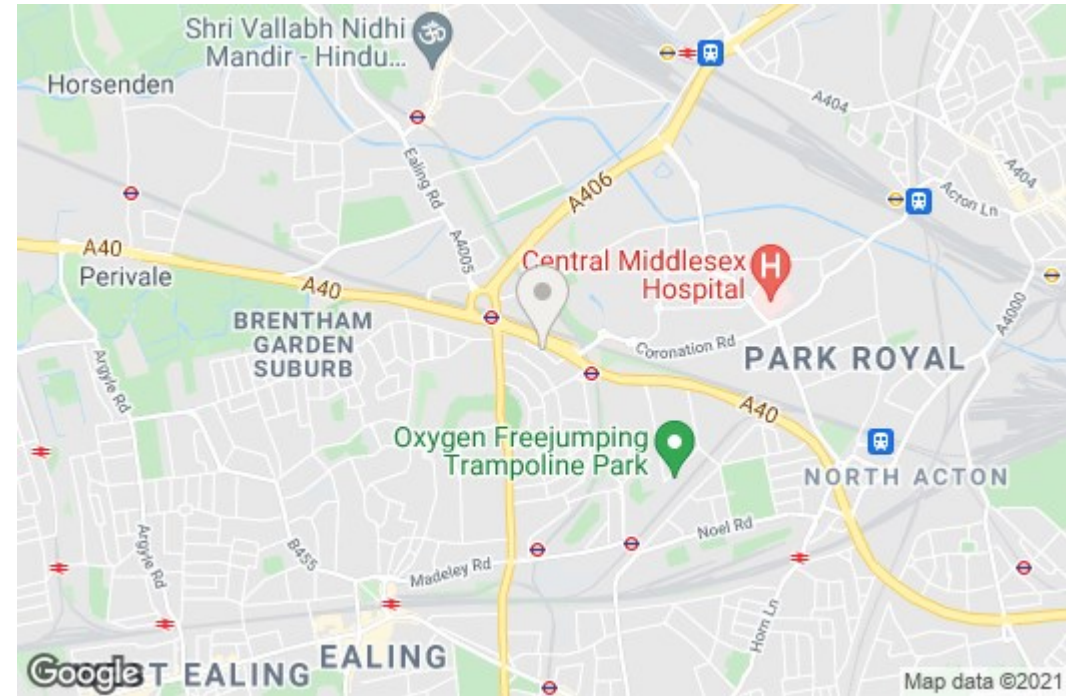 Shri Vallabh Nidhi
Mandir - Hindu...
Horsenden
A404
Ealing Rd
A406
A404
Acton Ln
A40
A4005
Perivale
A40
Central Middlesex
Hospital
H
A4000
BRENTHAM
GARDEN
SUBURB
Coronation Rd
PARK ROYAL
Argyle Rd
A40
Oxygen Freejumping
Trampoline Park
NORTH ACTON
Noel Rd
Argyle Rd
B455
Madeley Rd
Horn Ln
EALING
ST EALING
Google
Map data ©2021